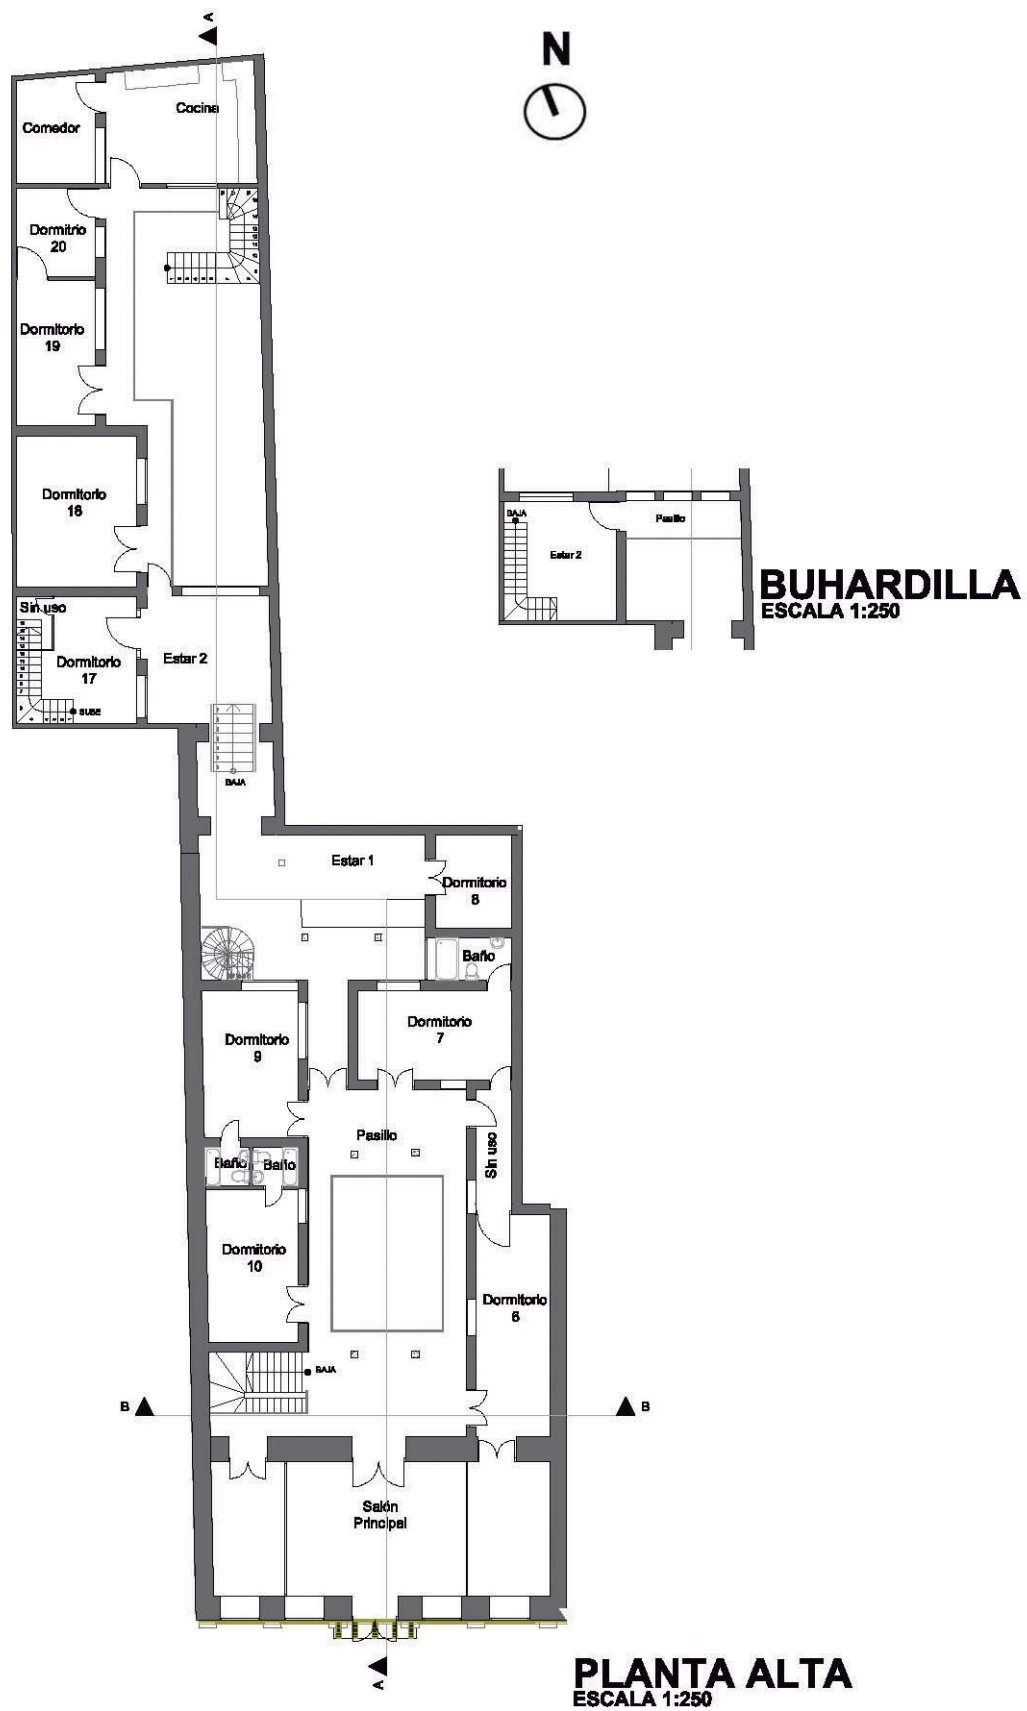 A
N
Cocina
Comedor
Dormitrio
20
Dormitorio
19
Dormitorio
18
BAJA
Pasillo
Estar 2
BUHARDILLA
ESCALA 1:250
Sin uso
Dormitorio
17
Estar 2
SUBE
BAJA
Estar 1
Dormitorio
8
Baño
Dormitorio
7
Dormitorio
9
Pasillo
Sin uso
Baño
Baño
Dormitorio
10
Dormitorio
6
BAJA
B
B
Salón
Principal
A
PLANTA ALTA
ESCALA 1:250